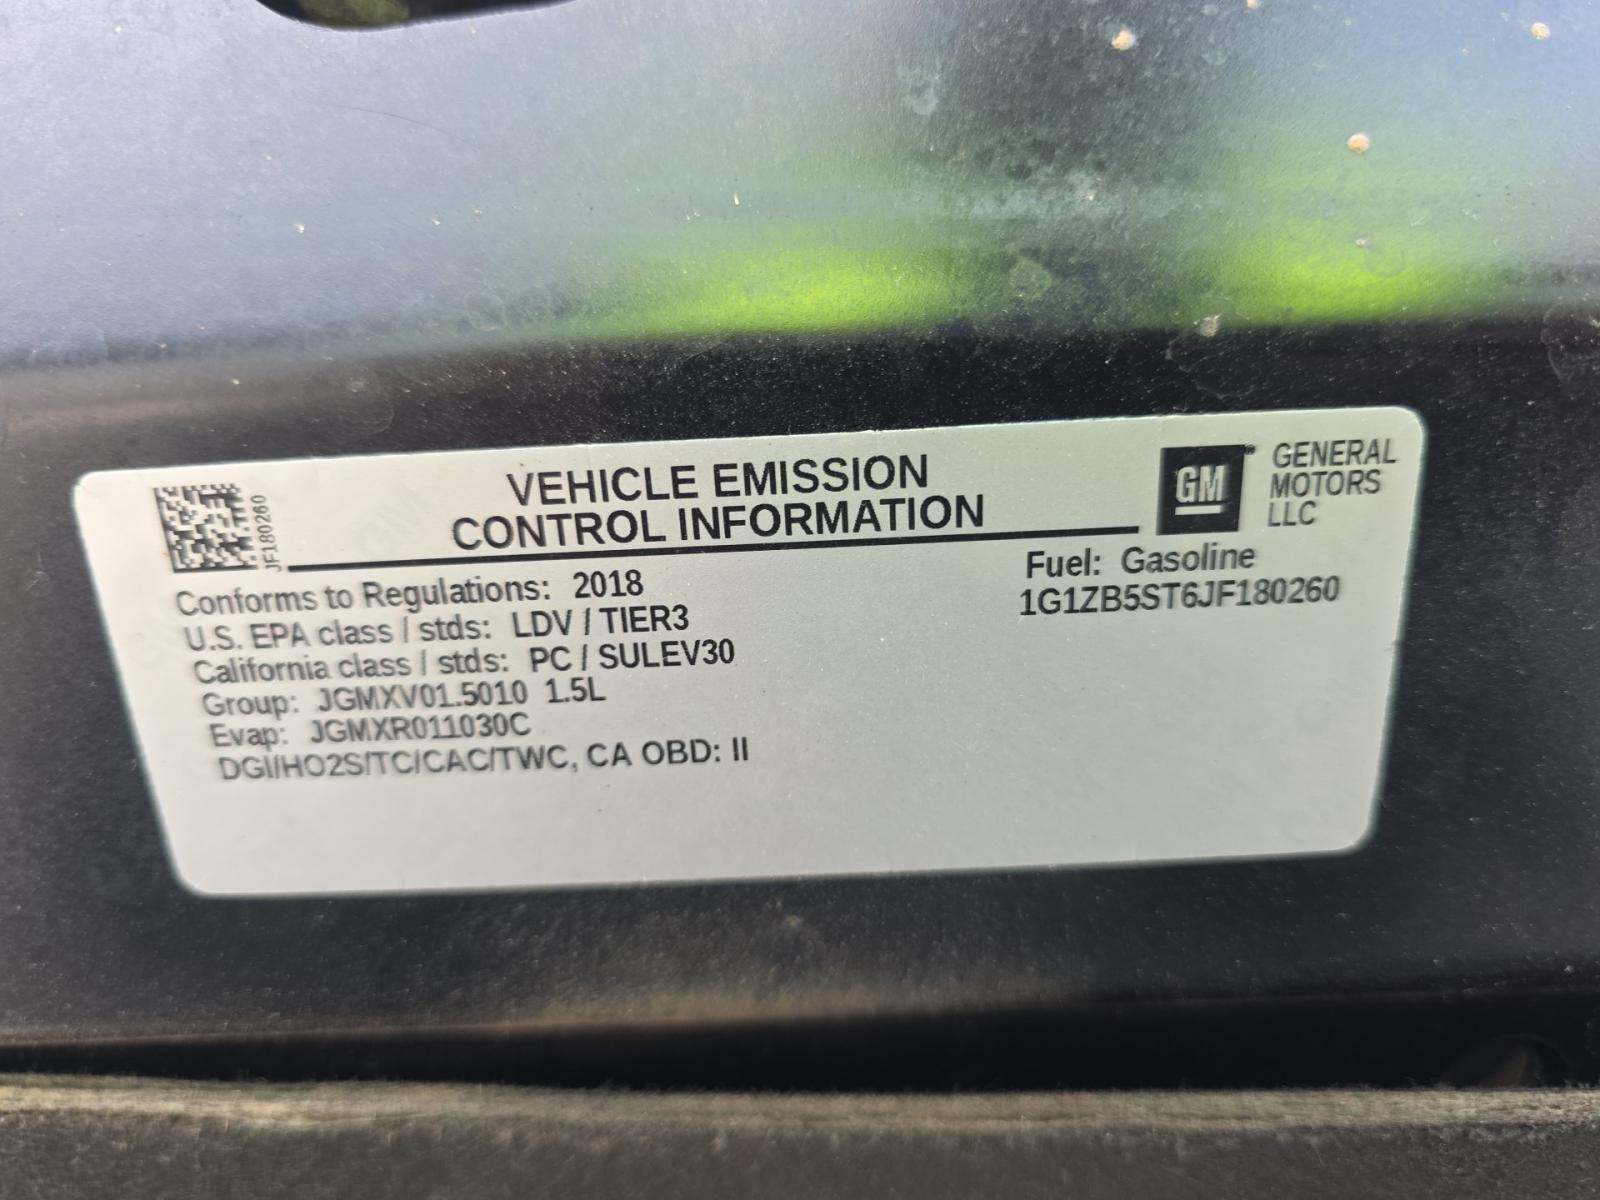 VEHICLE EMISSION
CONTROL INFORMATION
GM
GENERAL
MOTORS
LLC
JF180260
Conforms to Regulations: 2018
U.S. EPA class / stds: LDV / TIER3
California class / stds: PC / SULEV30
Group: JGMXV01.5010 1.5L
Evap: JGMXR011030C
DGI/HO2S/TC/CAC/TWC, CA OBD: II
Fuel: Gasoline
1G1ZB5ST6JF180260